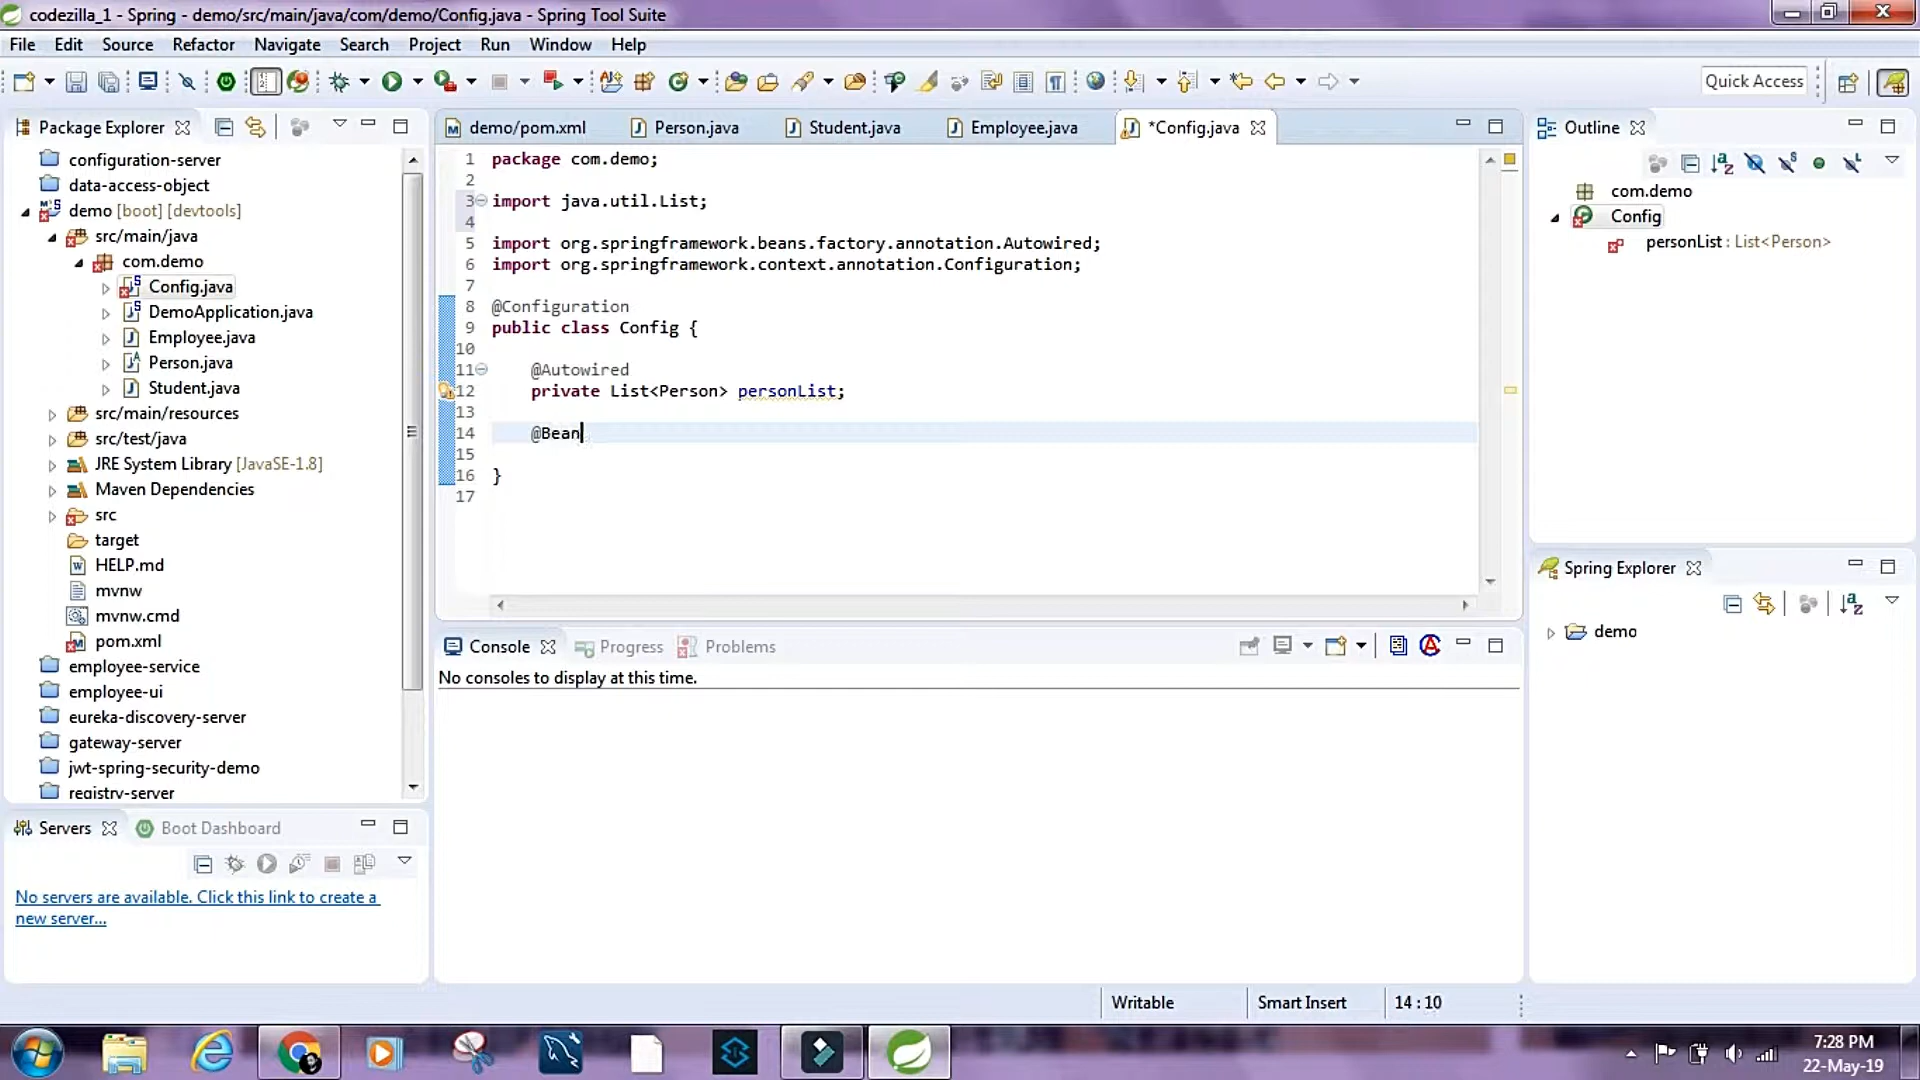 codezilla_1 - Spring - demo/src/main/java/com/demo/Config.java - Spring Tool Suite
File Edit Source Refactor Navigate Search Project Run Window Help
Quick Access
Package Explorer
configuration-server
data-access-object
demo [boot] [devtools]
src/main/java
com.demo
Config.java
DemoApplication.java
Employee.java
Person.java
Student.java
src/main/resources
src/test/java
JRE System Library [JavaSE-1.8]
Maven Dependencies
src
target
HELP.md
mvnw
mvnw.cmd
pom.xml
employee-service
employee-ui
eureka-discovery-server
gateway-server
jwt-spring-security-demo
registry-server
demo/pom.xml Person.java Student.java Employee.java *Config.java
1 package com.demo;
2
3 import java.util.List;
4
5 import org.springframework.beans.factory.annotation.Autowired;
6 import org.springframework.context.annotation.Configuration;
7
8 @Configuration
9 public class Config {
10
11 @Autowired
12 private List<Person> personList;
13
14 @Bean
15
16 }
17
Outline
com.demo
Config
personList : List<Person>
Spring Explorer
demo
Console Progress Problems
No consoles to display at this time.
Servers Boot Dashboard
No servers are available. Click this link to create a
new server...
Writable Smart Insert 14 : 10
7:28 PM
22-May-19